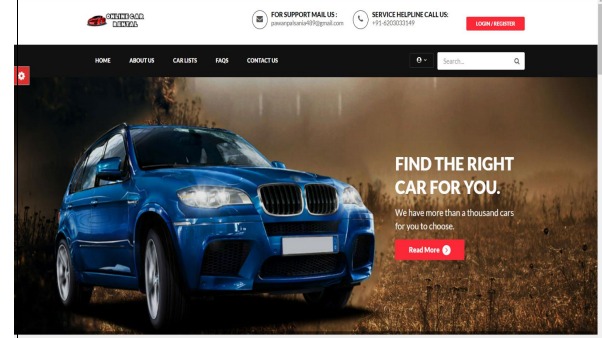 ONLINE CAR
RENTAL
FOR SUPPORT MAIL US :
pawanpalsania489@gmail.com
SERVICE HELPLINE CALL US:
+91-6203033149
LOGIN / REGISTER
HOME ABOUT US CAR LISTS FAQS CONTACT US
Search...
FIND THE RIGHT
CAR FOR YOU.
We have more than a thousand cars
for you to choose.
Read More